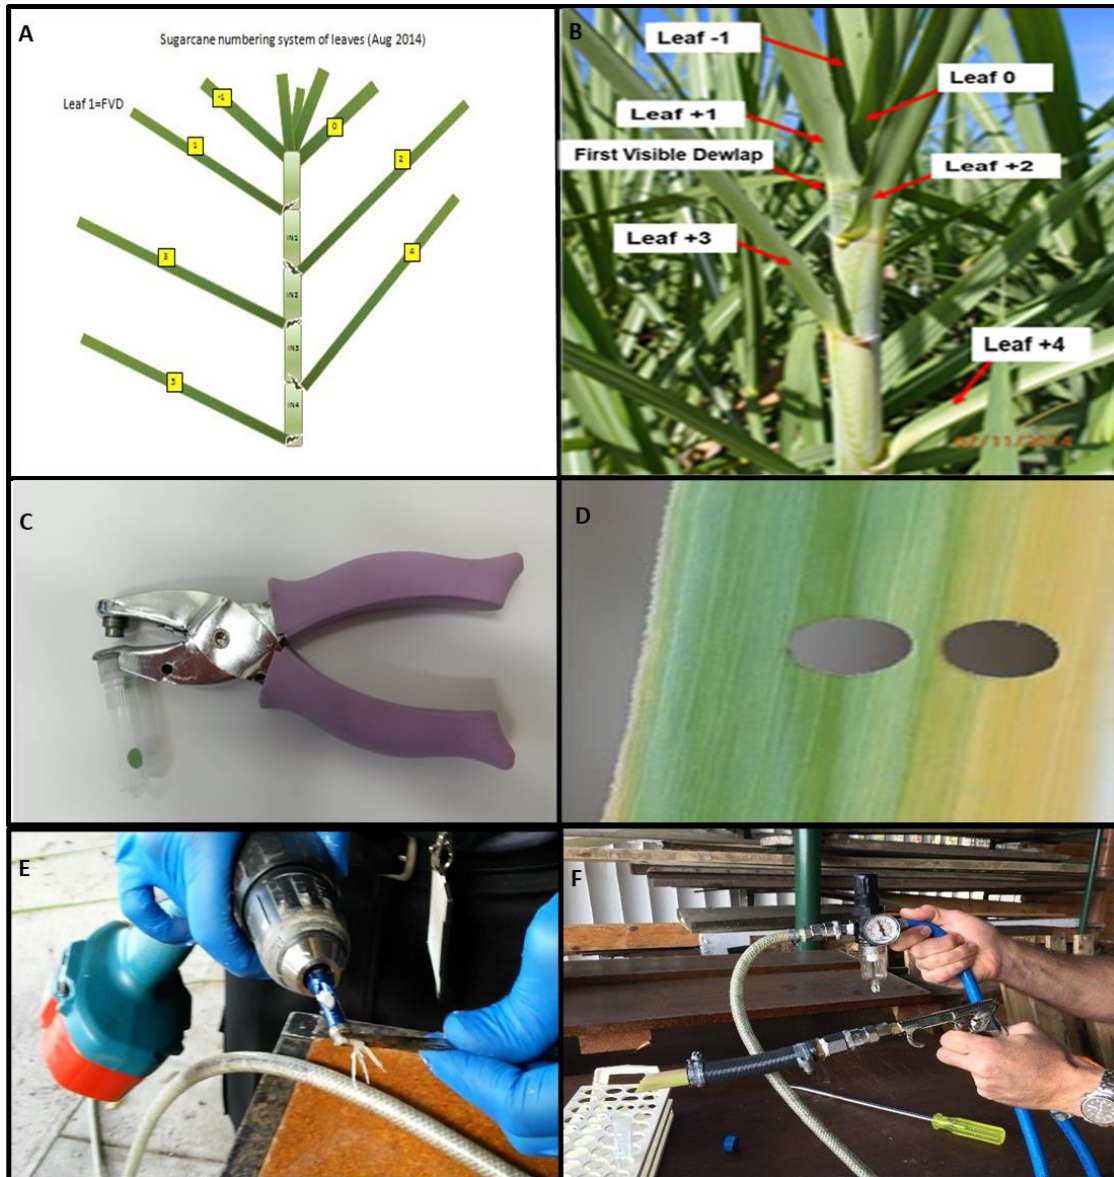 A
Sugarcane numbering system of leaves (Aug 2014)
Leaf 1=FVD
-1
0
1
2
IN1
3
4
IN2
IN3
5
IN4
B
Leaf -1
Leaf 0
Leaf +1
First Visible Dewlap
Leaf +2
Leaf +3
Leaf +4
07/11/2014
C
D
E
F